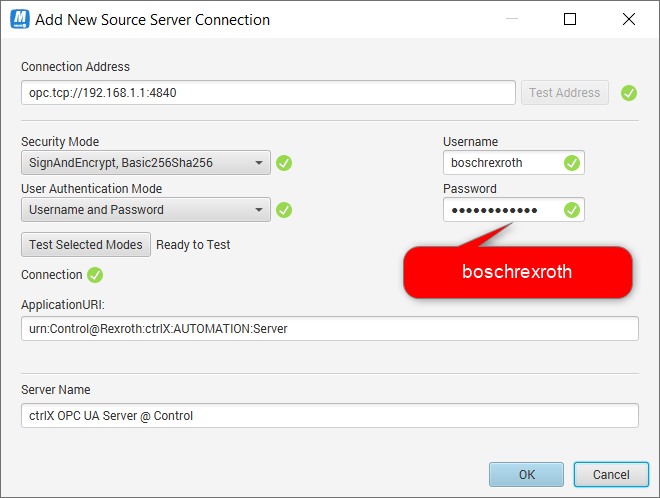 Add New Source Server Connection
Connection Address
opc.tcp://192.168.1.1:4840
Test Address
Security Mode
Username
SignAndEncrypt, Basic256Sha256
boschrexroth
User Authentication Mode
Password
Username and Password
●●●●●●●●●●●●
Test Selected Modes
Ready to Test
boschrexroth
Connection
ApplicationURI:
urn:Control@Rexroth:ctrlX:AUTOMATION:Server
Server Name
ctrlX OPC UA Server @ Control
OK
Cancel